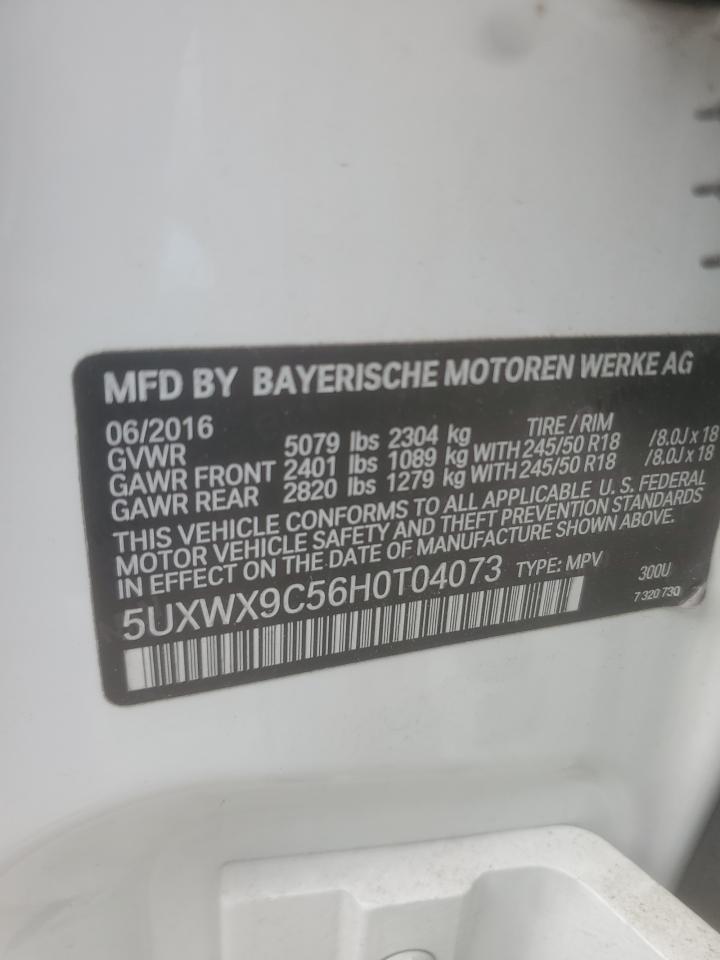 MFD BY BAYERISCHE MOTOREN WERKE AG
06/2016 TIRE / RIM
GVWR 5079 lbs 2304 kg
GAWR FRONT 2401 lbs 1089 kg WITH 245/50 R18 /8.0J x 18
GAWR REAR 2820 lbs 1279 kg WITH 245/50 R18 /8.0J x 18
THIS VEHICLE CONFORMS TO ALL APPLICABLE U. S. FEDERAL
MOTOR VEHICLE SAFETY AND THEFT PREVENTION STANDARDS
IN EFFECT ON THE DATE OF MANUFACTURE SHOWN ABOVE.
5UXWX9C56H0T04073 TYPE: MPV 300U
7 320 730